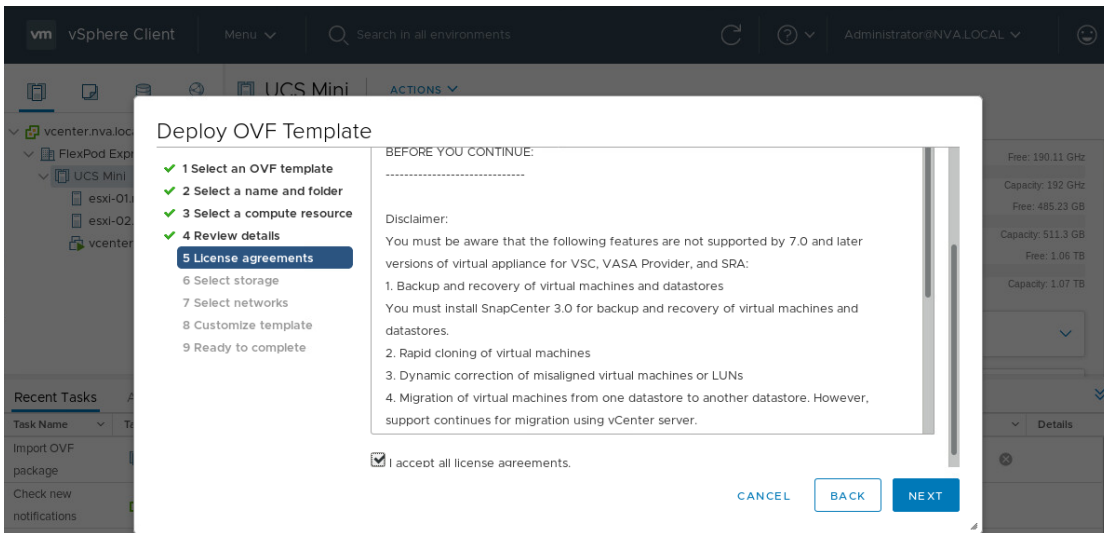 vm vSphere Client Menu Search in all environments Administrator@NVA.LOCAL
UCS Mini ACTIONS
vcenter.nva.loc
FlexPod Expr
UCS Mini
esxi-01.
esxi-02.
vcenter
Deploy OVF Template
1 Select an OVF template
2 Select a name and folder
3 Select a compute resource
4 Review details
5 License agreements
6 Select storage
7 Select networks
8 Customize template
9 Ready to complete
BEFORE YOU CONTINUE:
------------------------------
Disclaimer:
You must be aware that the following features are not supported by 7.0 and later
versions of virtual appliance for VSC, VASA Provider, and SRA:
1. Backup and recovery of virtual machines and datastores
You must install SnapCenter 3.0 for backup and recovery of virtual machines and
datastores.
2. Rapid cloning of virtual machines
3. Dynamic correction of misaligned virtual machines or LUNs
4. Migration of virtual machines from one datastore to another datastore. However,
support continues for migration using vCenter server.
I accept all license agreements.
CANCEL BACK NEXT
Free: 190.11 GHz
Capacity: 192 GHz
Free: 485.23 GB
Capacity: 511.3 GB
Free: 1.06 TB
Capacity: 1.07 TB
Recent Tasks
Task Name Details
Import OVF
package
Check new
notifications